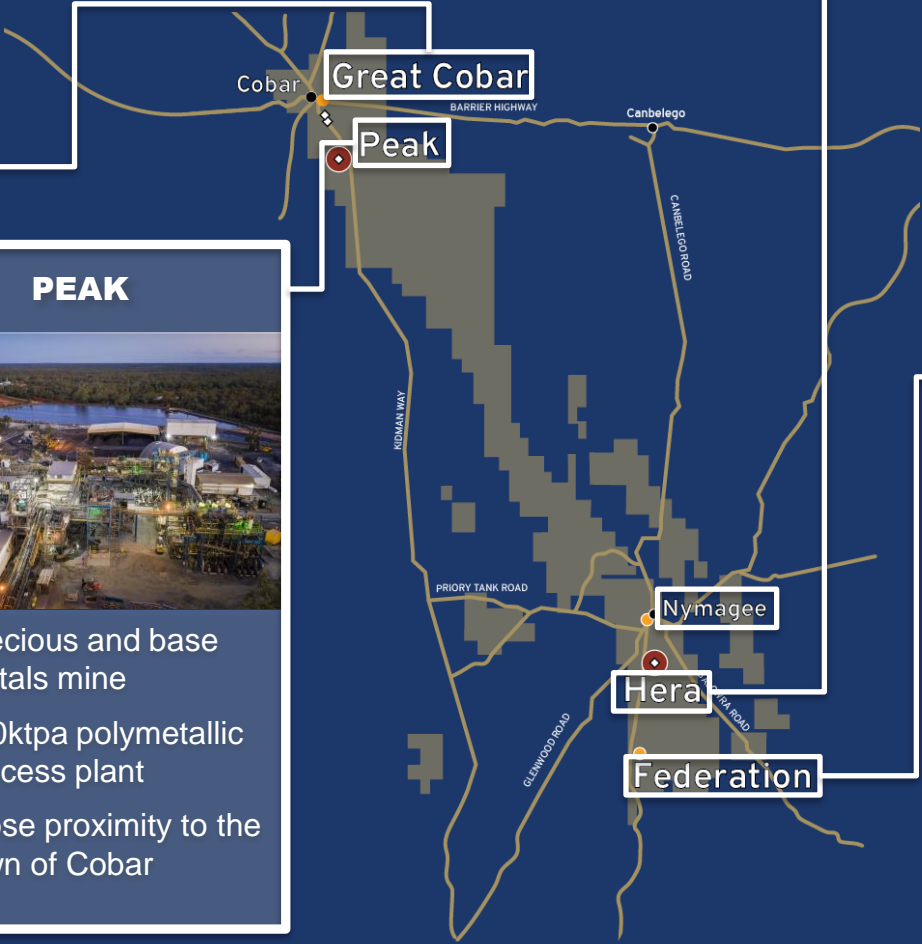 Cobar
Great Cobar
BARRIER HIGHWAY
Canbelego
Peak
CANBELEGO ROAD
PEAK
KIDMAN WAY
PRIORY TANK ROAD
Nymagee
ecious and base
tals mine
Hera
ROAD
0ktpa polymetallic
cess plant
GLENWOOD ROAD
Federation
ose proximity to the
wn of Cobar